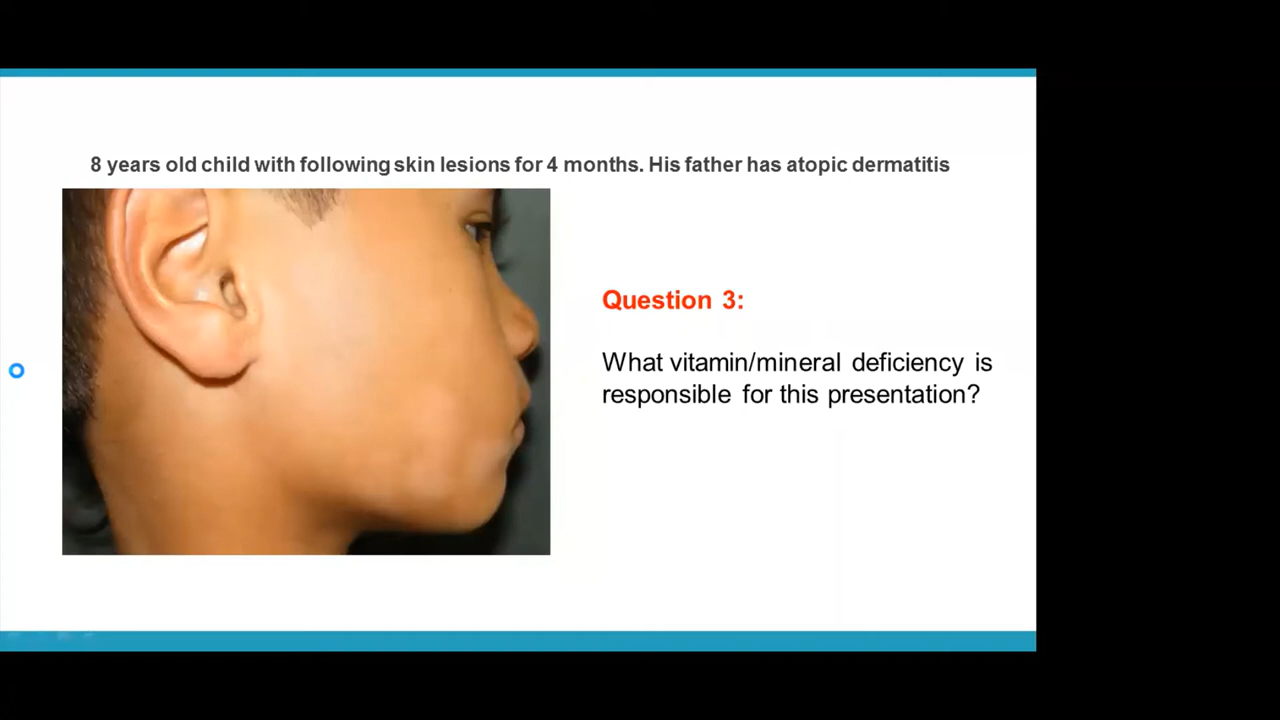 8 years old child with following skin lesions for 4 months. His father has atopic dermatitis
Question 3:
What vitamin/mineral deficiency is
responsible for this presentation?